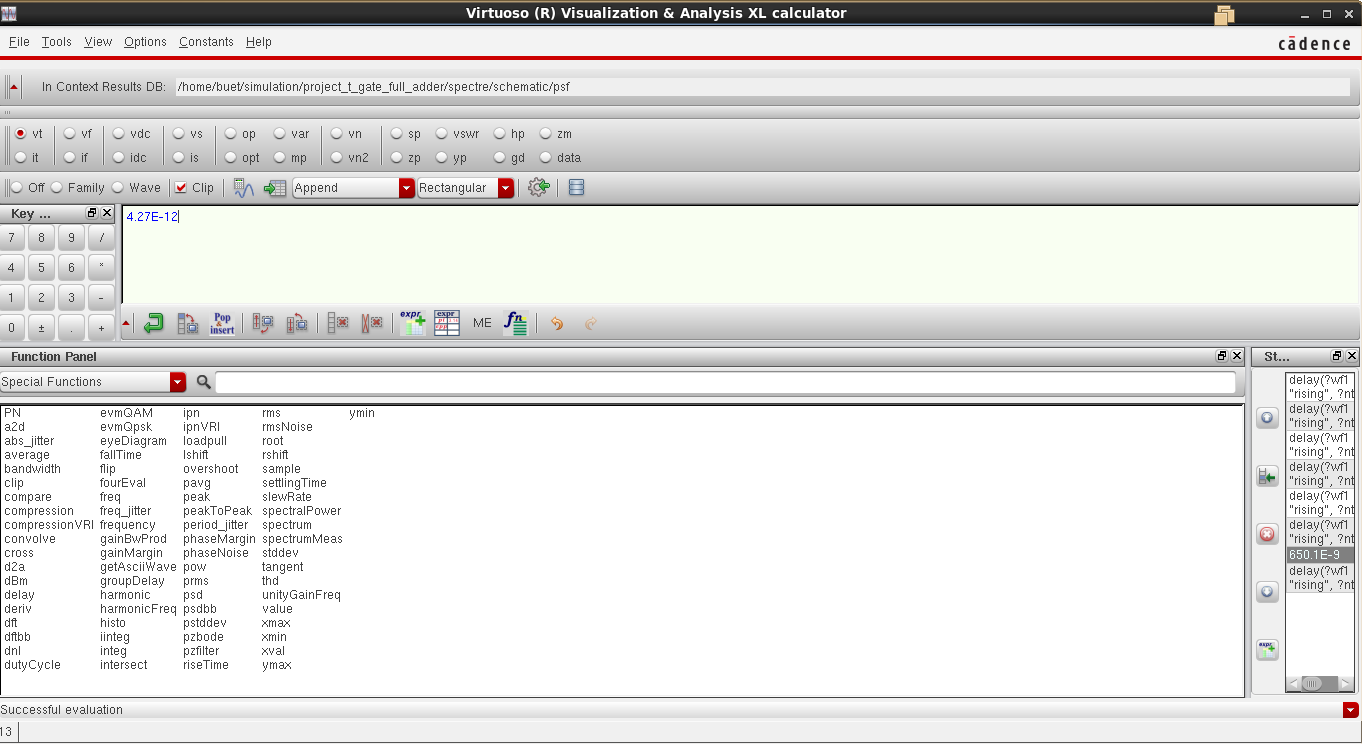 Virtuoso (R) Visualization & Analysis XL calculator
File Tools View Options Constants Help
cādence
In Context Results DB: /home/buet/simulation/project_t_gate_full_adder/spectre/schematic/psf
vt vf vdc vs op var vn sp vswr hp zm
it if idc is opt mp vn2 zp yp gd data
Off Family Wave Clip Append Rectangular
Key ...
7 8 9 /
4 5 6 *
1 2 3 -
0 ± . +
4.27E-12
Pop & insert
expr
expr
ME
fn
Function Panel
Special Functions
PN evmQAM ipn rms ymin
a2d evmQpsk ipnVRI rmsNoise
abs_jitter eyeDiagram loadpull root
average fallTime lshift rshift
bandwidth flip overshoot sample
clip fourEval pavg settlingTime
compare freq peak slewRate
compression freq_jitter peakToPeak spectralPower
compressionVRI frequency period_jitter spectrum
convolve gainBwProd phaseMargin spectrumMeas
cross gainMargin phaseNoise stddev
d2a getAsciiWave pow tangent
dBm groupDelay prms thd
delay harmonic psd unityGainFreq
deriv harmonicFreq psdbb value
dft histo pstddev xmax
dftbb iinteg pzbode xmin
dnl integ pzfilter xval
dutyCycle intersect riseTime ymax
St...
delay(?wf1
"rising", ?nt
delay(?wf1
"rising", ?nt
delay(?wf1
"rising", ?nt
delay(?wf1
"rising", ?nt
delay(?wf1
"rising", ?nt
delay(?wf1
"rising", ?nt
650.1E-9
delay(?wf1
"rising", ?nt
expr
Successful evaluation
13